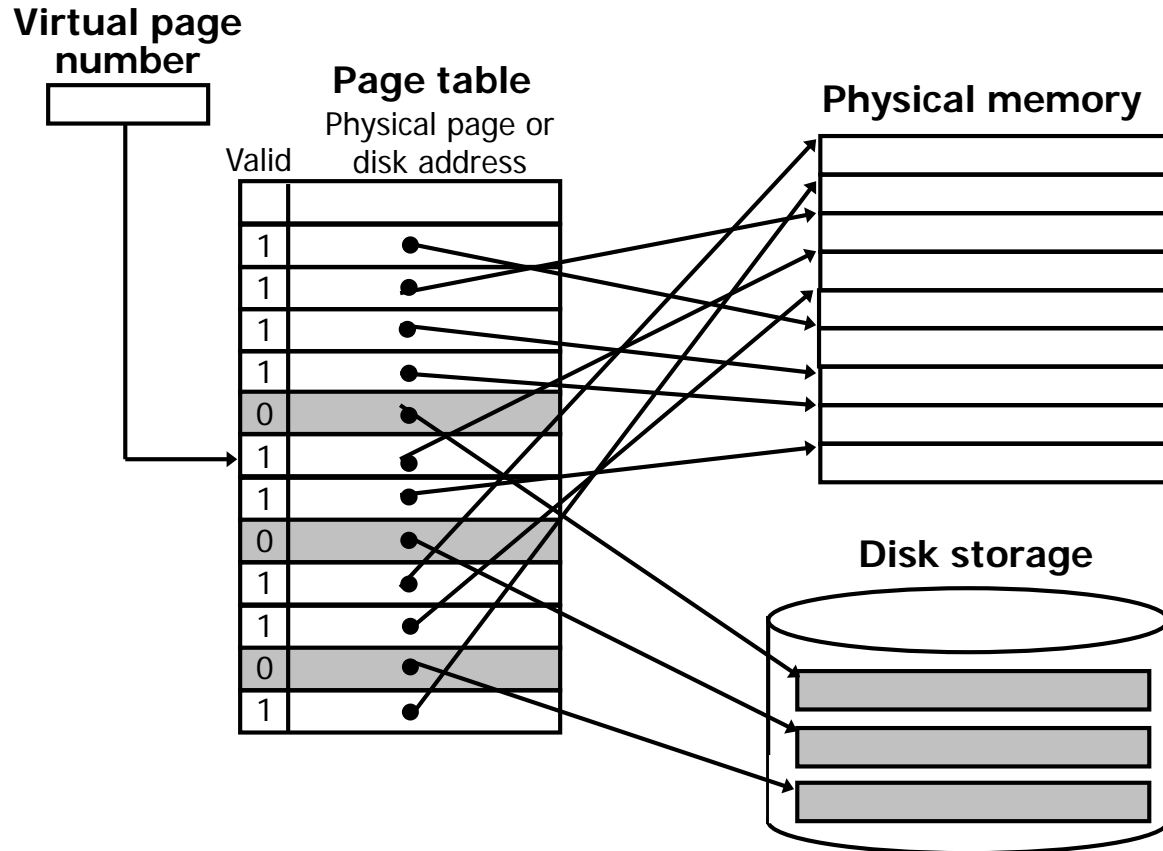 Virtual page
number
Page table
Physical page or
disk address
Valid
Physical memory
1
1
1
1
0
1
1
0
1
1
0
1
Disk storage